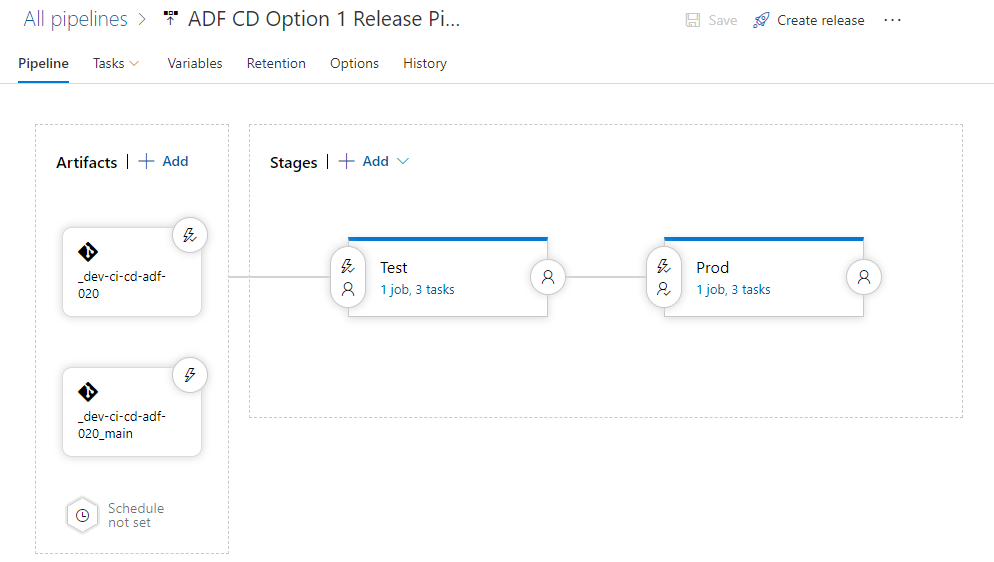 All pipelines > ADF CD Option 1 Release Pi...
Save
Create release
...
Pipeline
Tasks
Variables
Retention
Options
History
Artifacts | + Add
_dev-ci-cd-adf-
020
_dev-ci-cd-adf-
020_main
Schedule
not set
Stages | + Add
Test
1 job, 3 tasks
Prod
1 job, 3 tasks